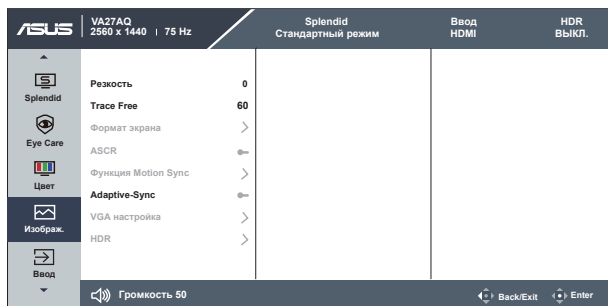 ASUS
VA27AQ
2560 x 1440 | 75 Hz
Splendid
Стандартный режим
Ввод
HDMI
HDR
ВЫКЛ.
Splendid
Eye Care
Цвет
Изображ.
Ввод
Резкость 0
Trace Free 60
Формат экрана
ASCR
Функция Motion Sync
Adaptive-Sync
VGA настройка
HDR
Громкость 50
Back/Exit
Enter